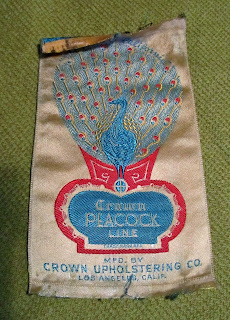 Crown
PEACOCK
LINE
MFD. BY
CROWN UPHOLSTERING CO.
LOS ANGELES, CALIF.